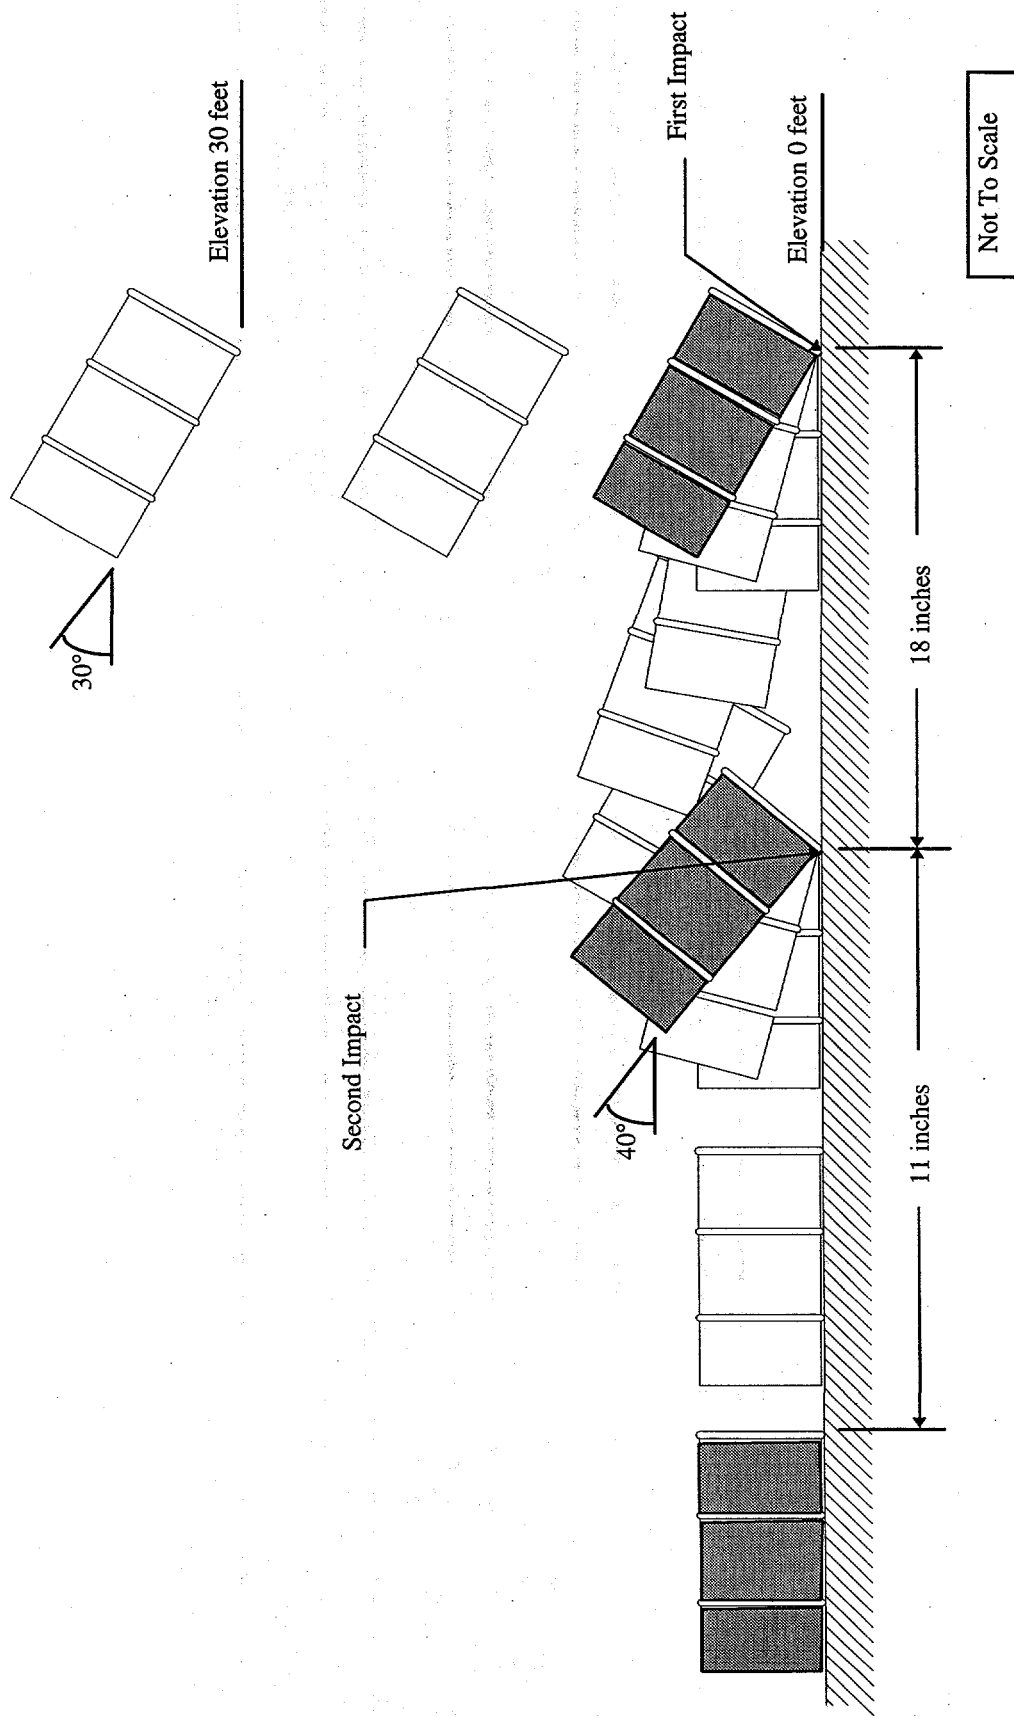 Elevation 30 feet
30°
First Impact
Elevation 0 feet
Second Impact
40°
18 inches
11 inches
Not To Scale